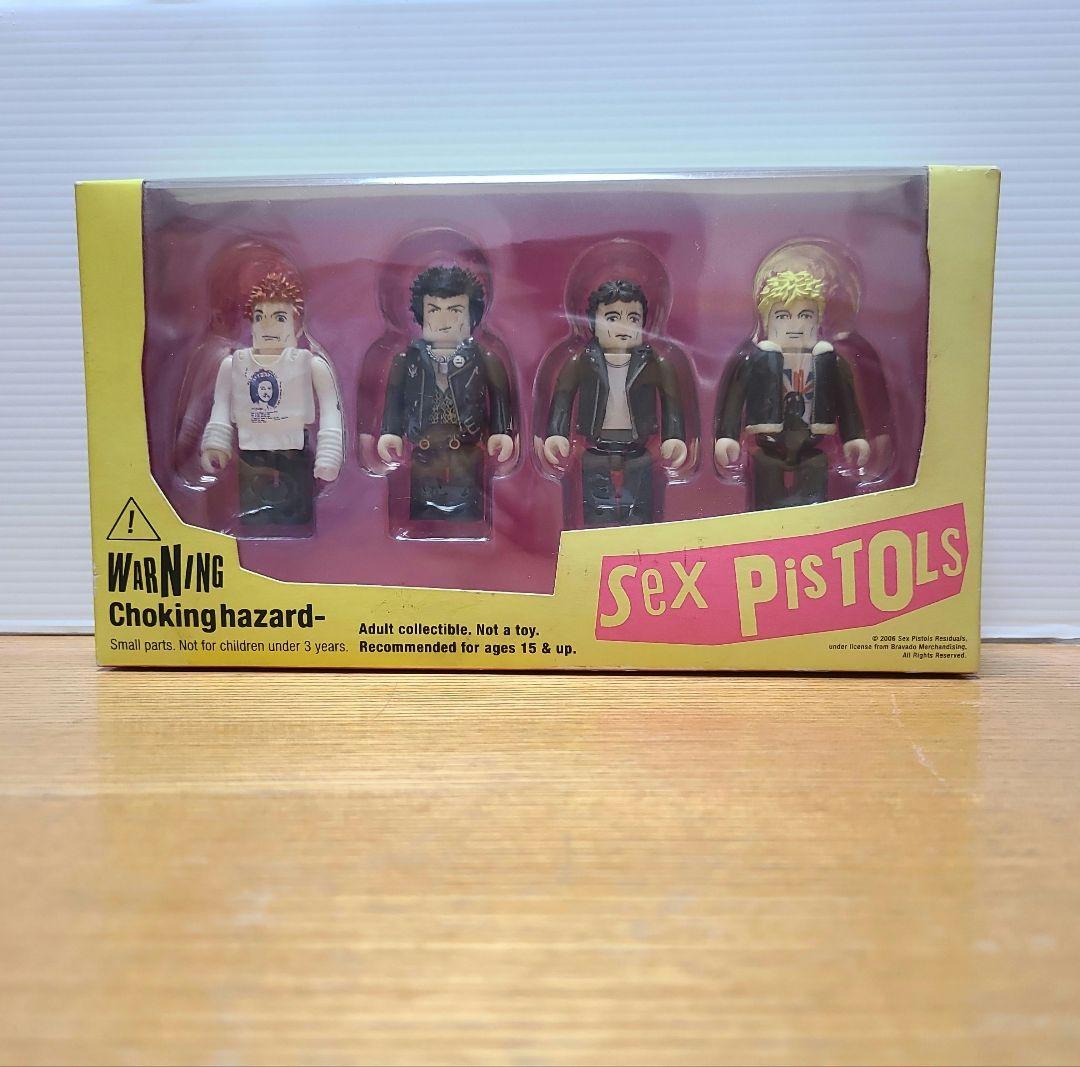 !
WARNING
Choking hazard-
Small parts. Not for children under 3 years.
Adult collectible. Not a toy.
Recommended for ages 15 & up.
Sex PiSTOLS
© 2006 Sex Pistols Residuals,
under license from Bravado Merchandising,
All Rights Reserved.